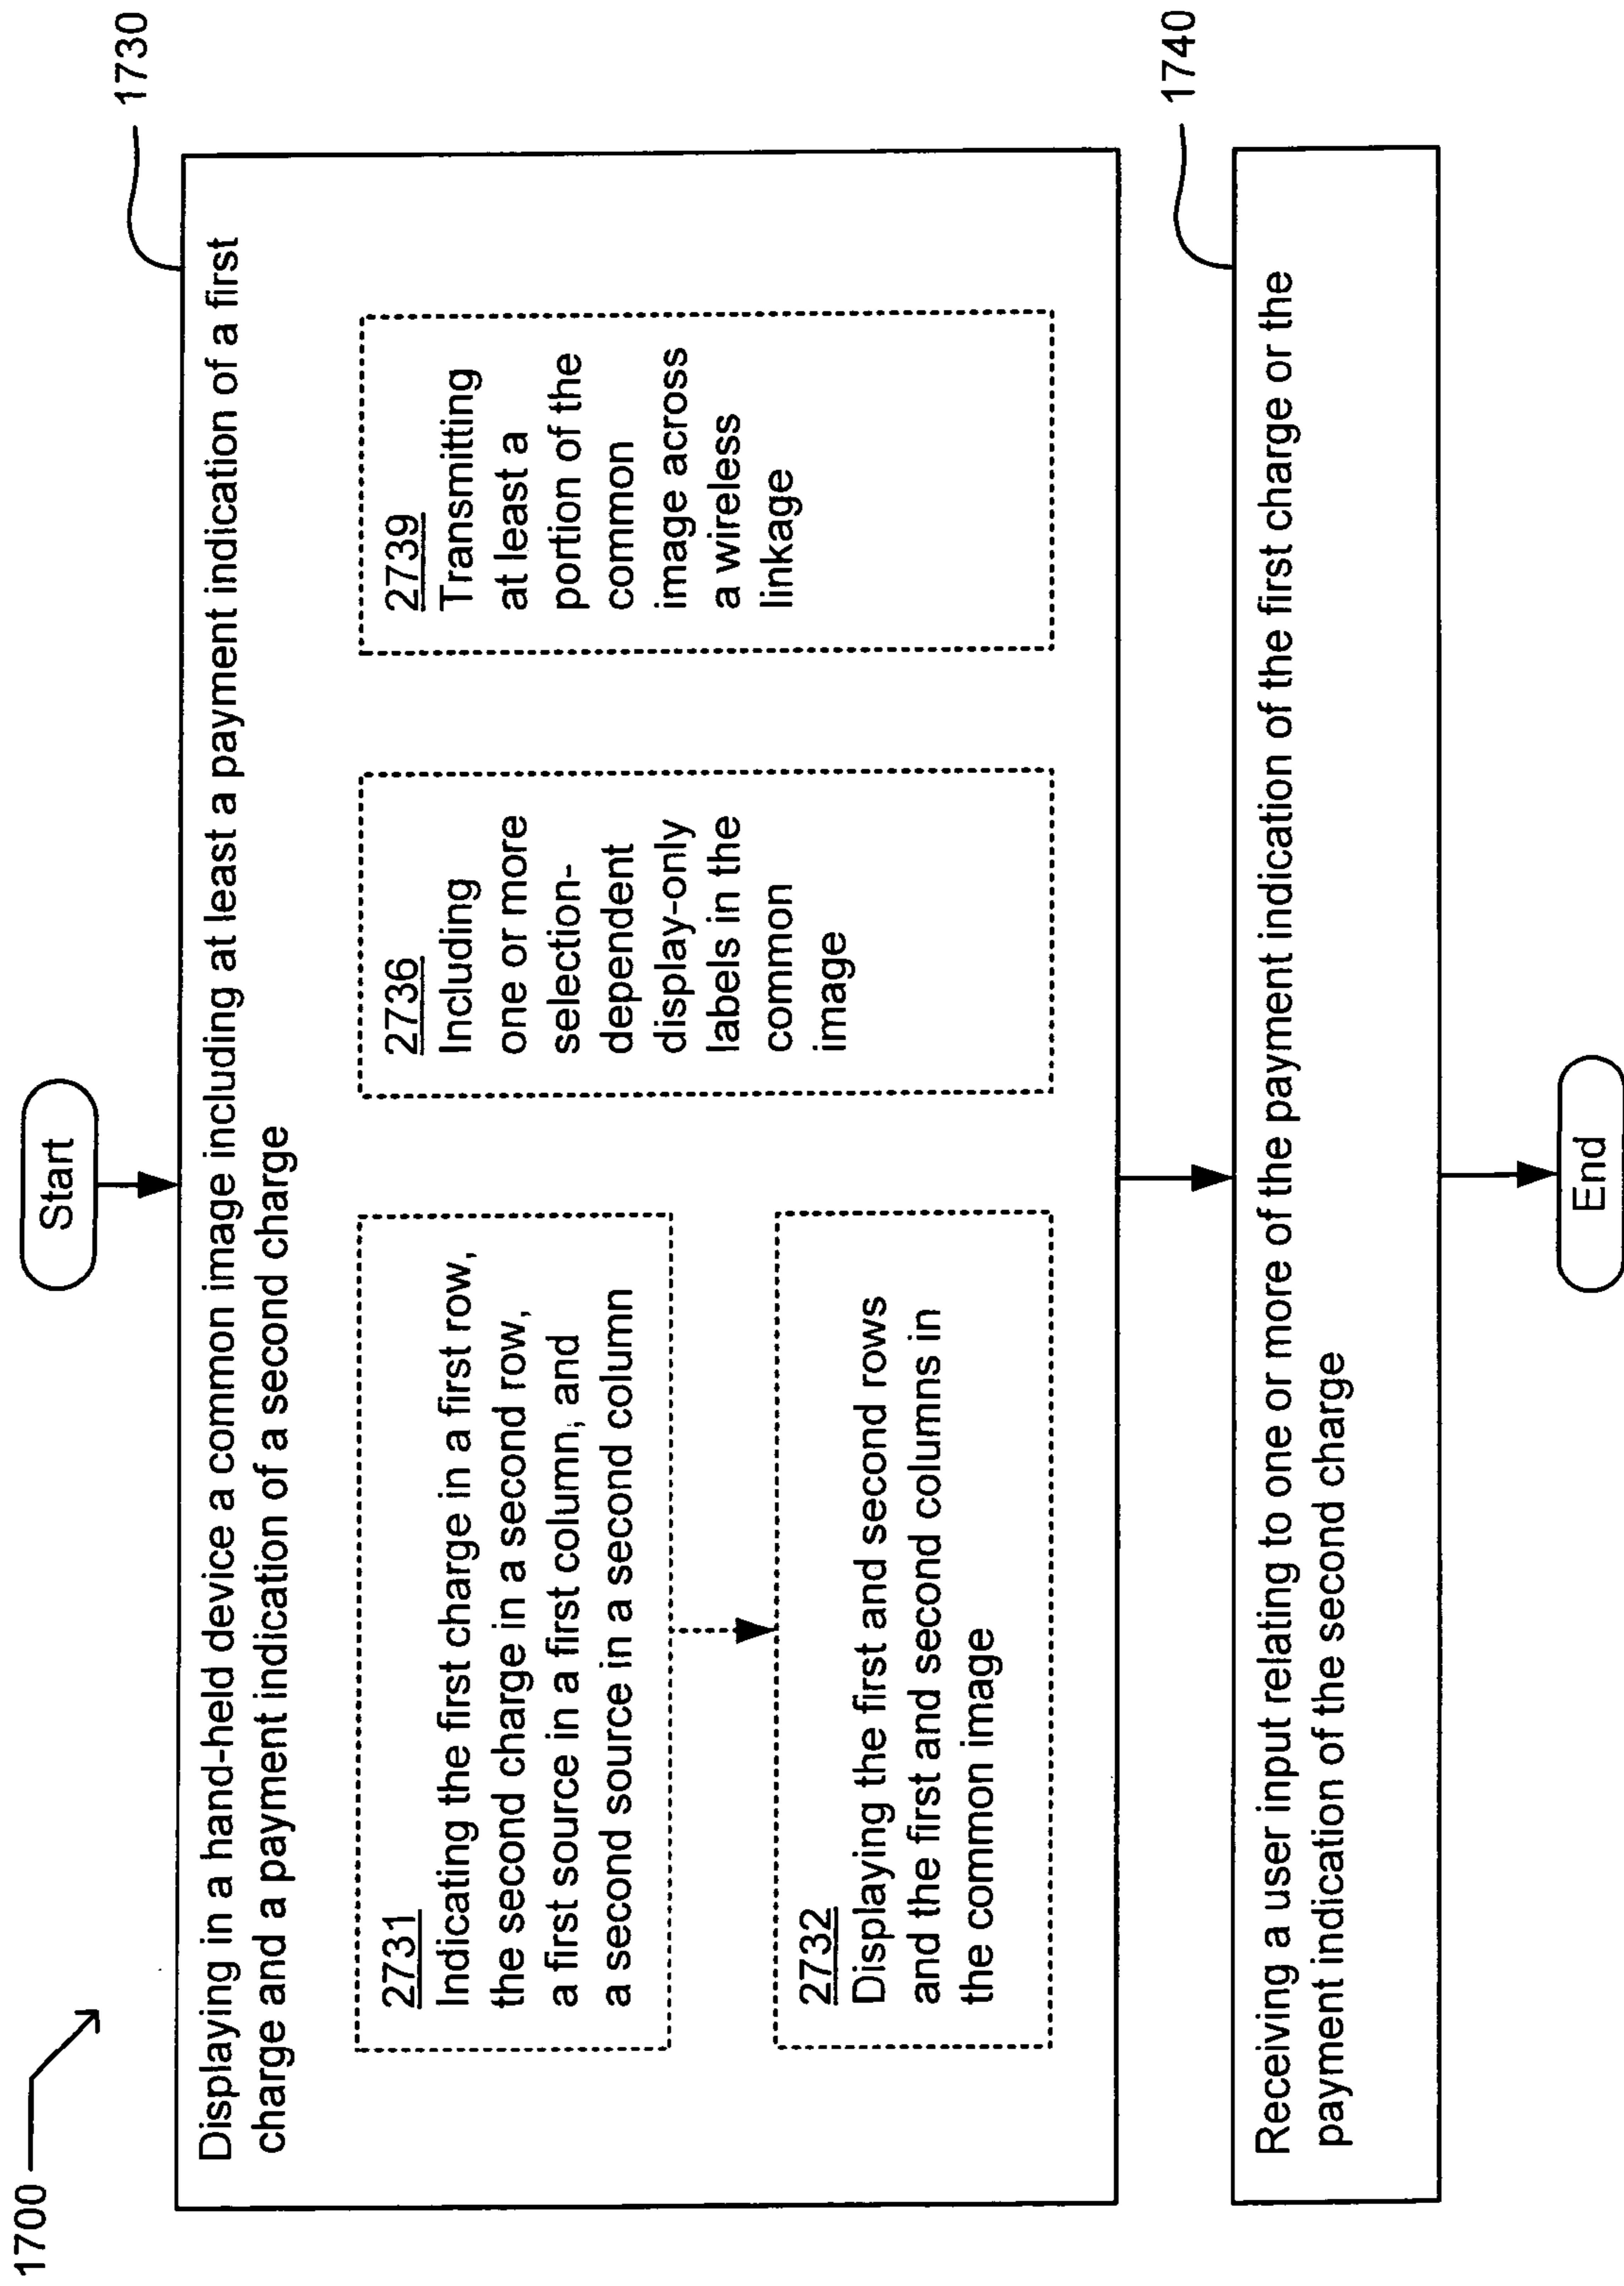 1700
Start
1730
Displaying in a hand-held device a common image including at least a payment indication of a first
charge and a payment indication of a second charge
2731
Indicating the first charge in a first row,
the second charge in a second row,
a first source in a first column, and
a second source in a second column
2732
Displaying the first and second rows
and the first and second columns in
the common image
2736
Including
one or more
selection-
dependent
display-only
labels in the
common
image
2739
Transmitting
at least a
portion of the
common
image across
a wireless
linkage
1740
Receiving a user input relating to one or more of the payment indication of the first charge or the
payment indication of the second charge
End